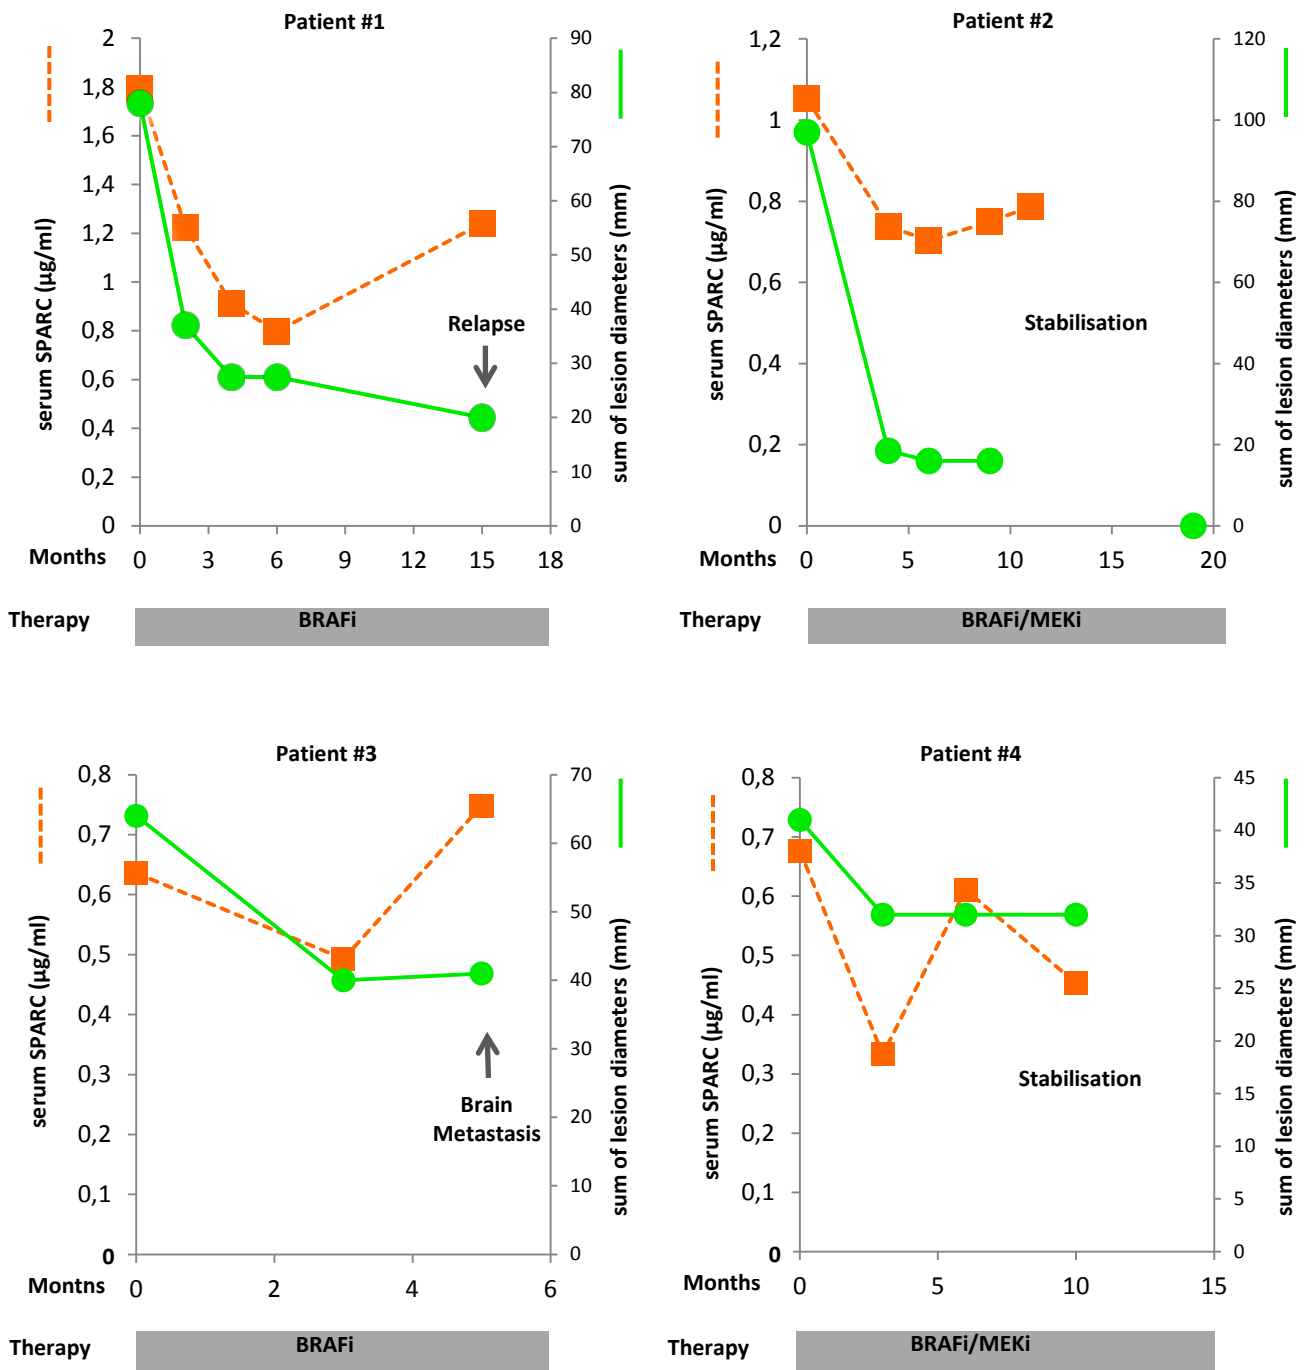 Patient #1
serum SPARC (µg/ml)
2
1,8
1,6
1,4
1,2
1
0,8
0,6
0,4
0,2
0
90
80
70
60
50
40
30
20
10
0
sum of lesion diameters (mm)
Relapse
Months
0 3 6 9 12 15 18
Therapy
BRAFi
Patient #2
serum SPARC (µg/ml)
1,2
1
0,8
0,6
0,4
0,2
0
120
100
80
60
40
20
0
sum of lesion diameters (mm)
Stabilisation
Months
0 5 10 15 20
Therapy
BRAFi/MEKi
Patient #3
serum SPARC (µg/ml)
0,8
0,7
0,6
0,5
0,4
0,3
0,2
0,1
0
70
60
50
40
30
20
10
0
sum of lesion diameters (mm)
Brain
Metastasis
Months
0 2 4 6
Therapy
BRAFi
Patient #4
serum SPARC (µg/ml)
0,8
0,7
0,6
0,5
0,4
0,3
0,2
0,1
0
45
40
35
30
25
20
15
10
5
0
sum of lesion diameters (mm)
Stabilisation
Months
0 5 10 15
Therapy
BRAFi/MEKi